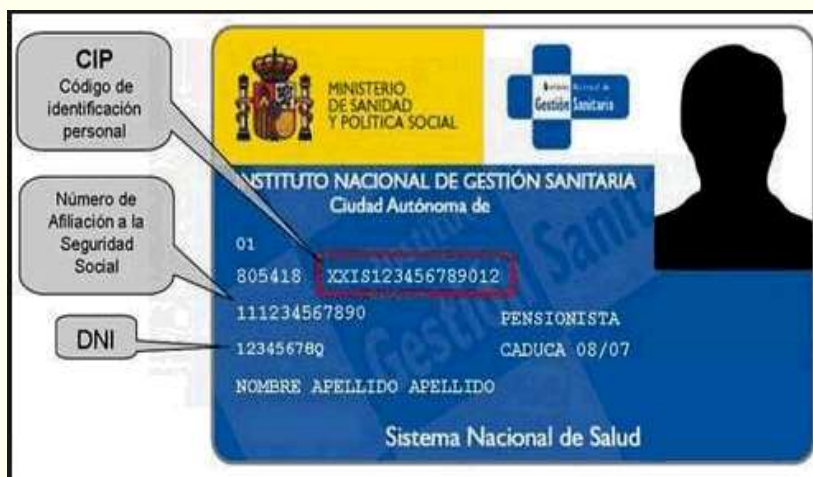 CIP
Código de
identificación
personal
Número de
Afiliación a la
Seguridad
Social
DNI
MINISTERIO
DE SANIDAD
Y POLÍTICA SOCIAL
Gestión Sanitaria
INSTITUTO NACIONAL DE GESTIÓN SANITARIA
Ciudad Autónoma de
01
805418 XXIS123456789012
111234567890 PENSIONISTA
12345678Q CADUCA 08/07
NOMBRE APELLIDO APELLIDO
Sistema Nacional de Salud